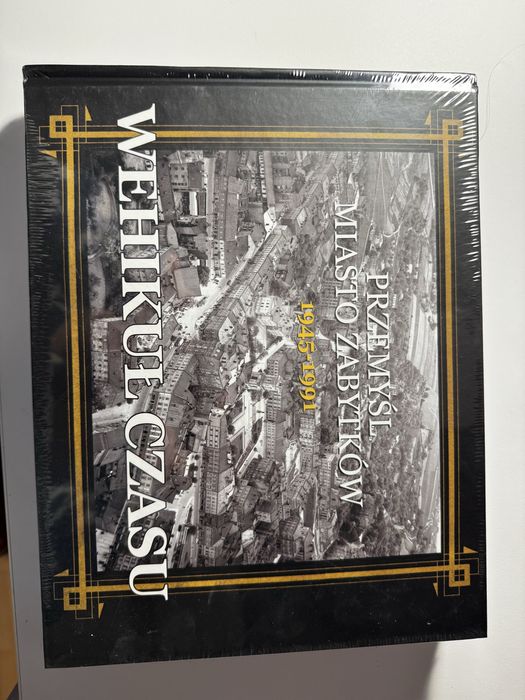 PRZEMYŚL
MIASTO ZABYTKÓW
1945-1991
WEHIKUŁ CZASU